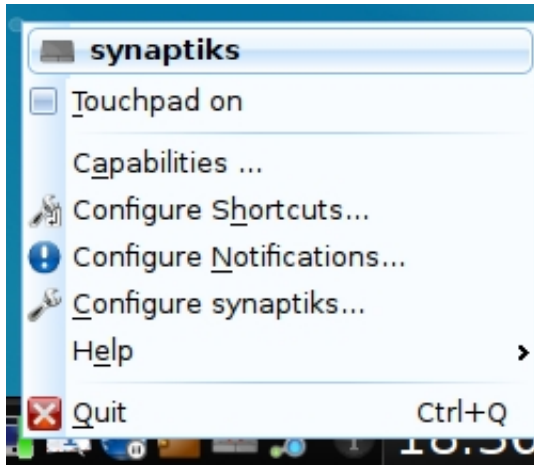 synaptiks
Touchpad on
Capabilities ...
Configure Shortcuts...
Configure Notifications...
Configure synaptiks...
Help
Quit Ctrl+Q